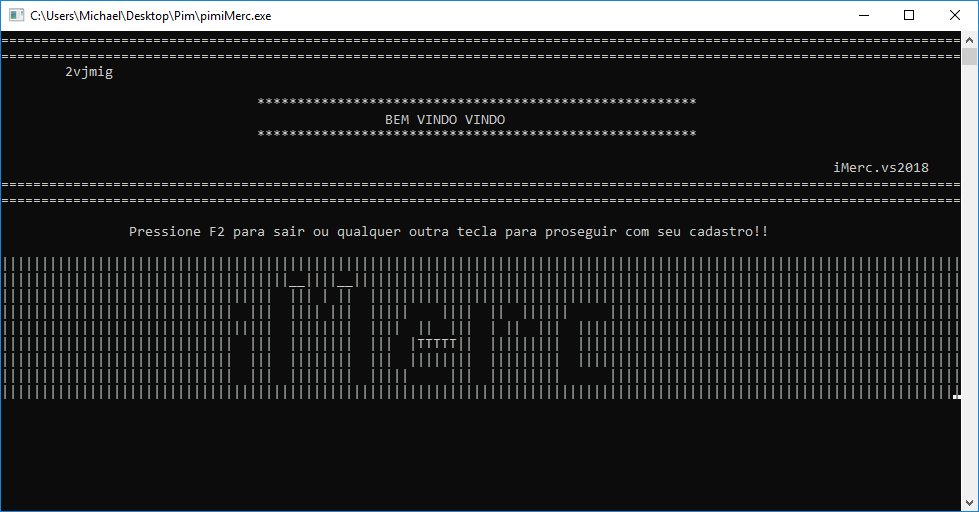 C:\Users\Michael\Desktop\Pim\pimiMerc.exe
2vjmig
*******************************************************
BEM VINDO VINDO
*******************************************************
iMerc.vs2018
Pressione F2 para sair ou qualquer outra tecla para proseguir com seu cadastro!!
iMerc
TTTTT